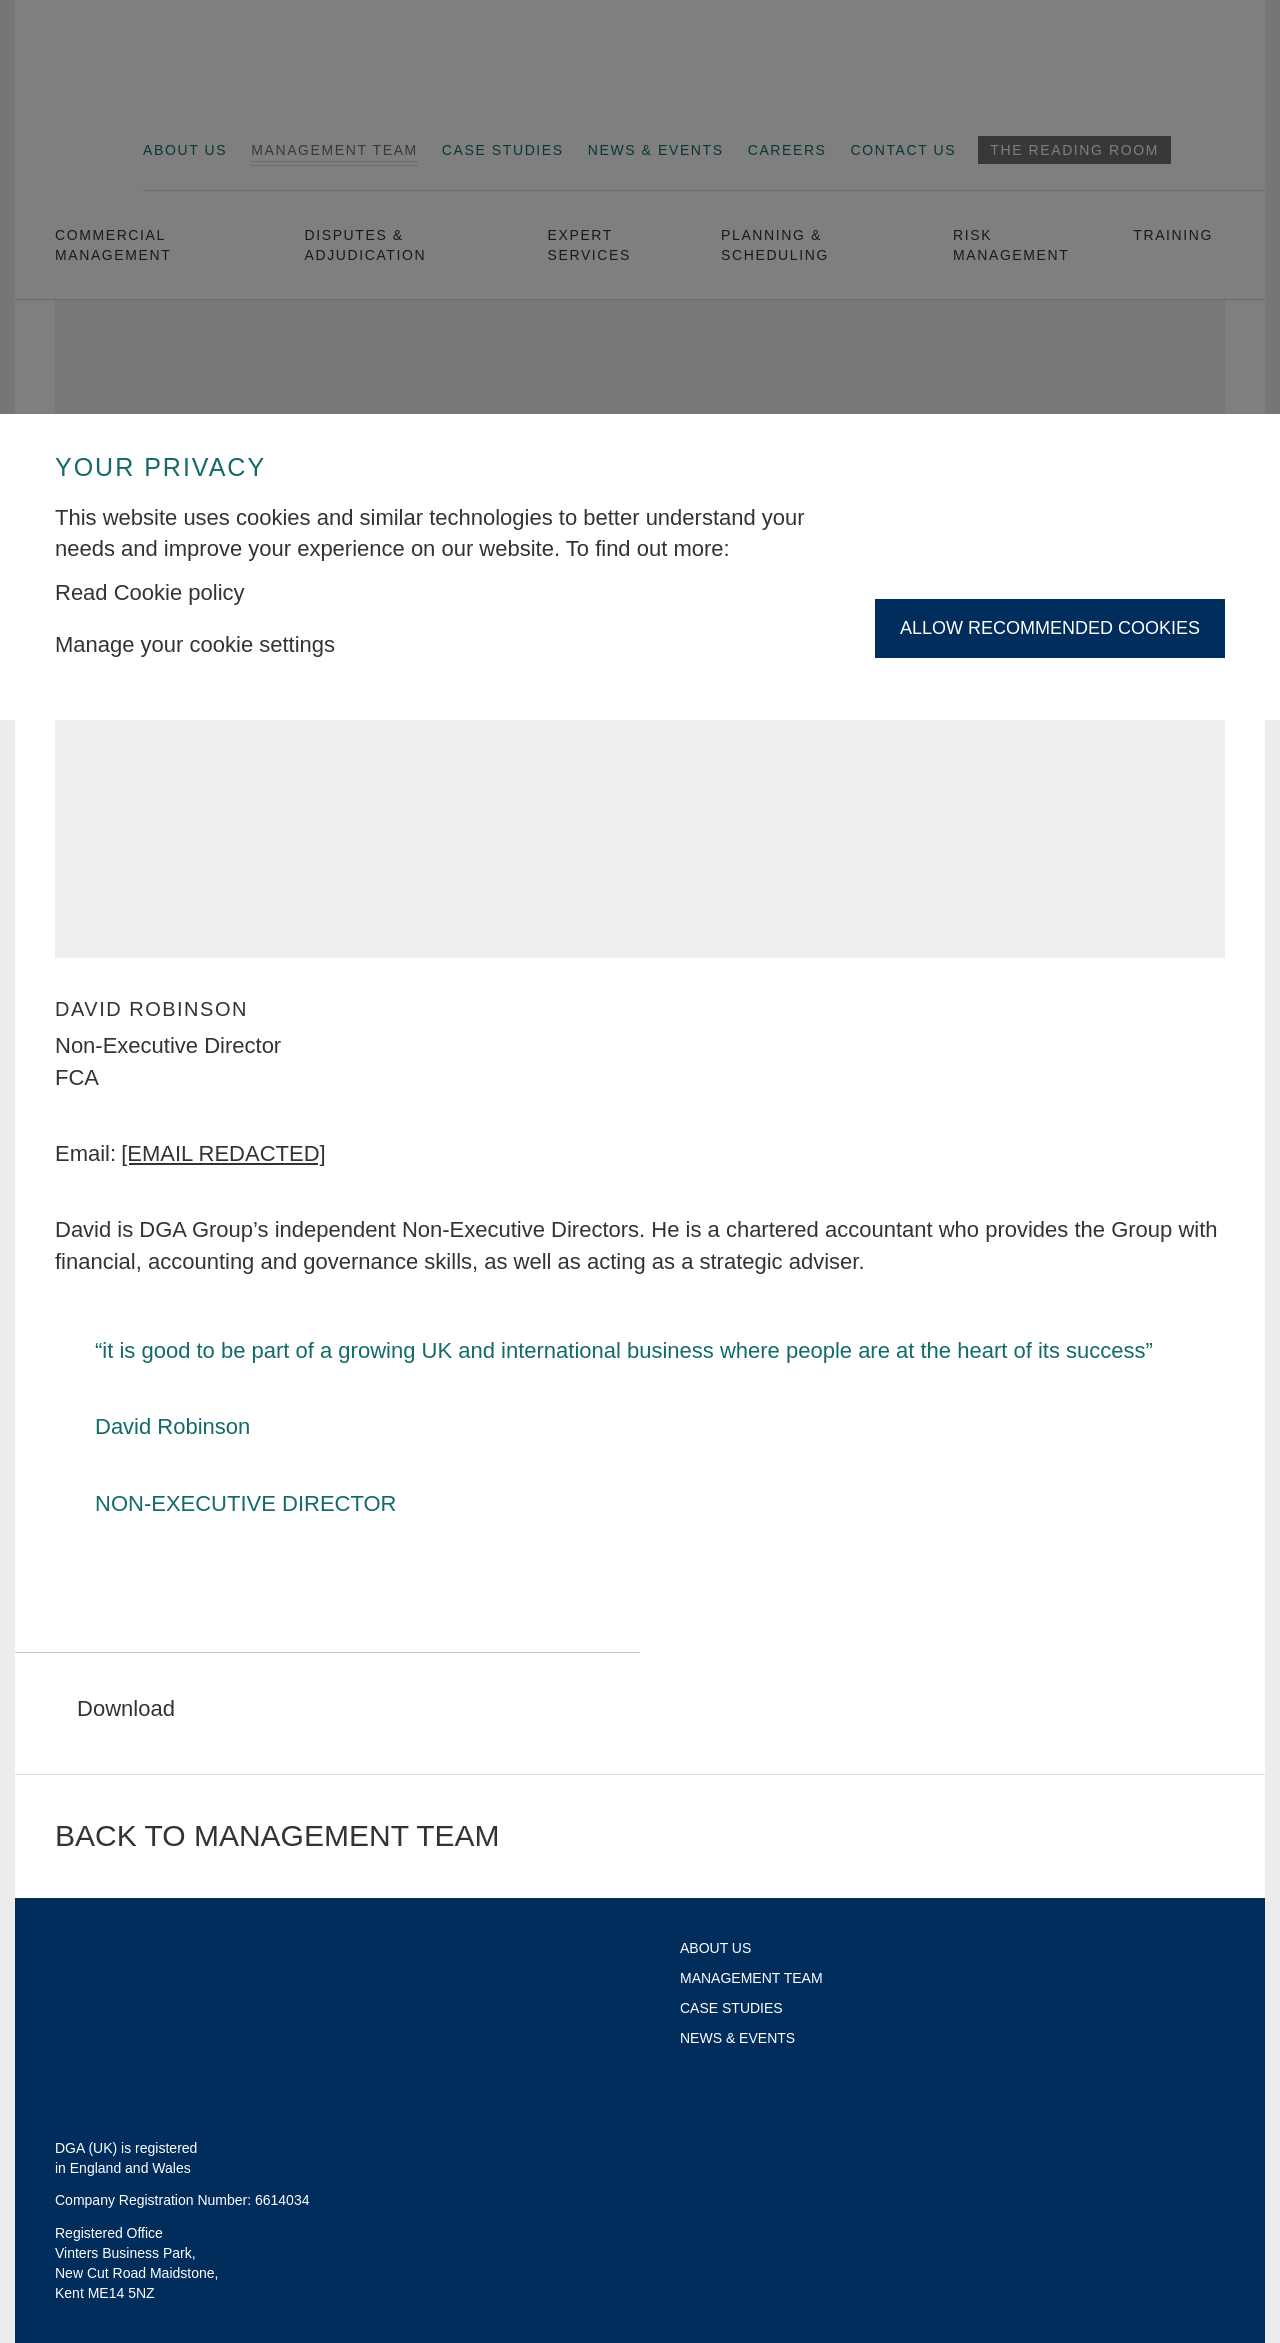 ABOUT US MANAGEMENT TEAM CASE STUDIES NEWS & EVENTS CAREERS CONTACT US THE READING ROOM
COMMERCIAL
MANAGEMENT
DISPUTES &
ADJUDICATION
EXPERT
SERVICES
PLANNING &
SCHEDULING
RISK
MANAGEMENT
TRAINING
YOUR PRIVACY
This website uses cookies and similar technologies to better understand your
needs and improve your experience on our website. To find out more:
Read Cookie policy
Manage your cookie settings
ALLOW RECOMMENDED COOKIES
DAVID ROBINSON
Non-Executive Director
FCA
Email: [EMAIL REDACTED]
David is DGA Group’s independent Non-Executive Directors. He is a chartered accountant who provides the Group with
financial, accounting and governance skills, as well as acting as a strategic adviser.
“it is good to be part of a growing UK and international business where people are at the heart of its success”
David Robinson
NON-EXECUTIVE DIRECTOR
Download
BACK TO MANAGEMENT TEAM
ABOUT US
MANAGEMENT TEAM
CASE STUDIES
NEWS & EVENTS
DGA (UK) is registered
in England and Wales
Company Registration Number: 6614034
Registered Office
Vinters Business Park,
New Cut Road Maidstone,
Kent ME14 5NZ